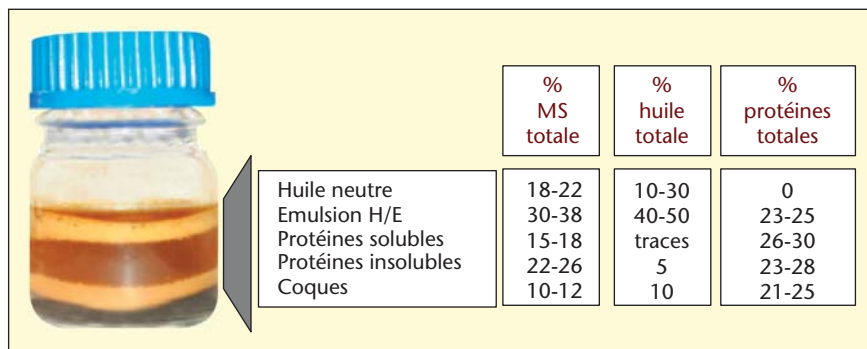 % MS totale % huile totale % protéines totales
Huile neutre 18-22 10-30 0
Emulsion H/E 30-38 40-50 23-25
Protéines solubles 15-18 traces 26-30
Protéines insolubles 22-26 5 23-28
Coques 10-12 10 21-25